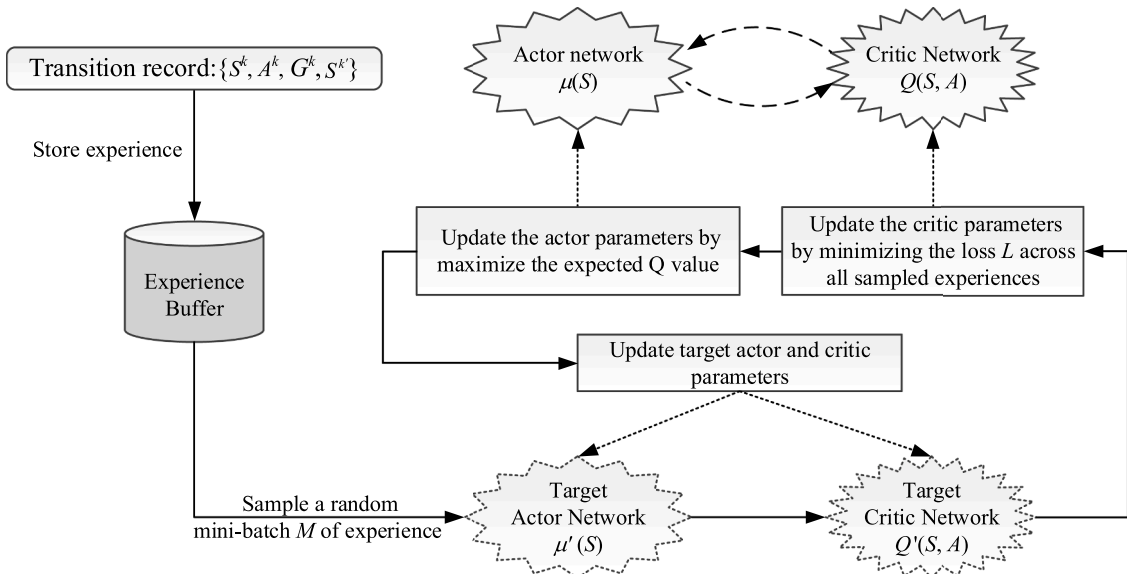 Transition record:{S^k, A^k, G^k, S^k'}
Store experience
Experience
Buffer
Sample a random
mini-batch M of experience
Actor network
μ(S)
Critic Network
Q(S, A)
Update the actor parameters by
maximize the expected Q value
Update the critic parameters
by minimizing the loss L across
all sampled experiences
Update target actor and critic
parameters
Target
Actor Network
μ'(S)
Target
Critic Network
Q'(S, A)